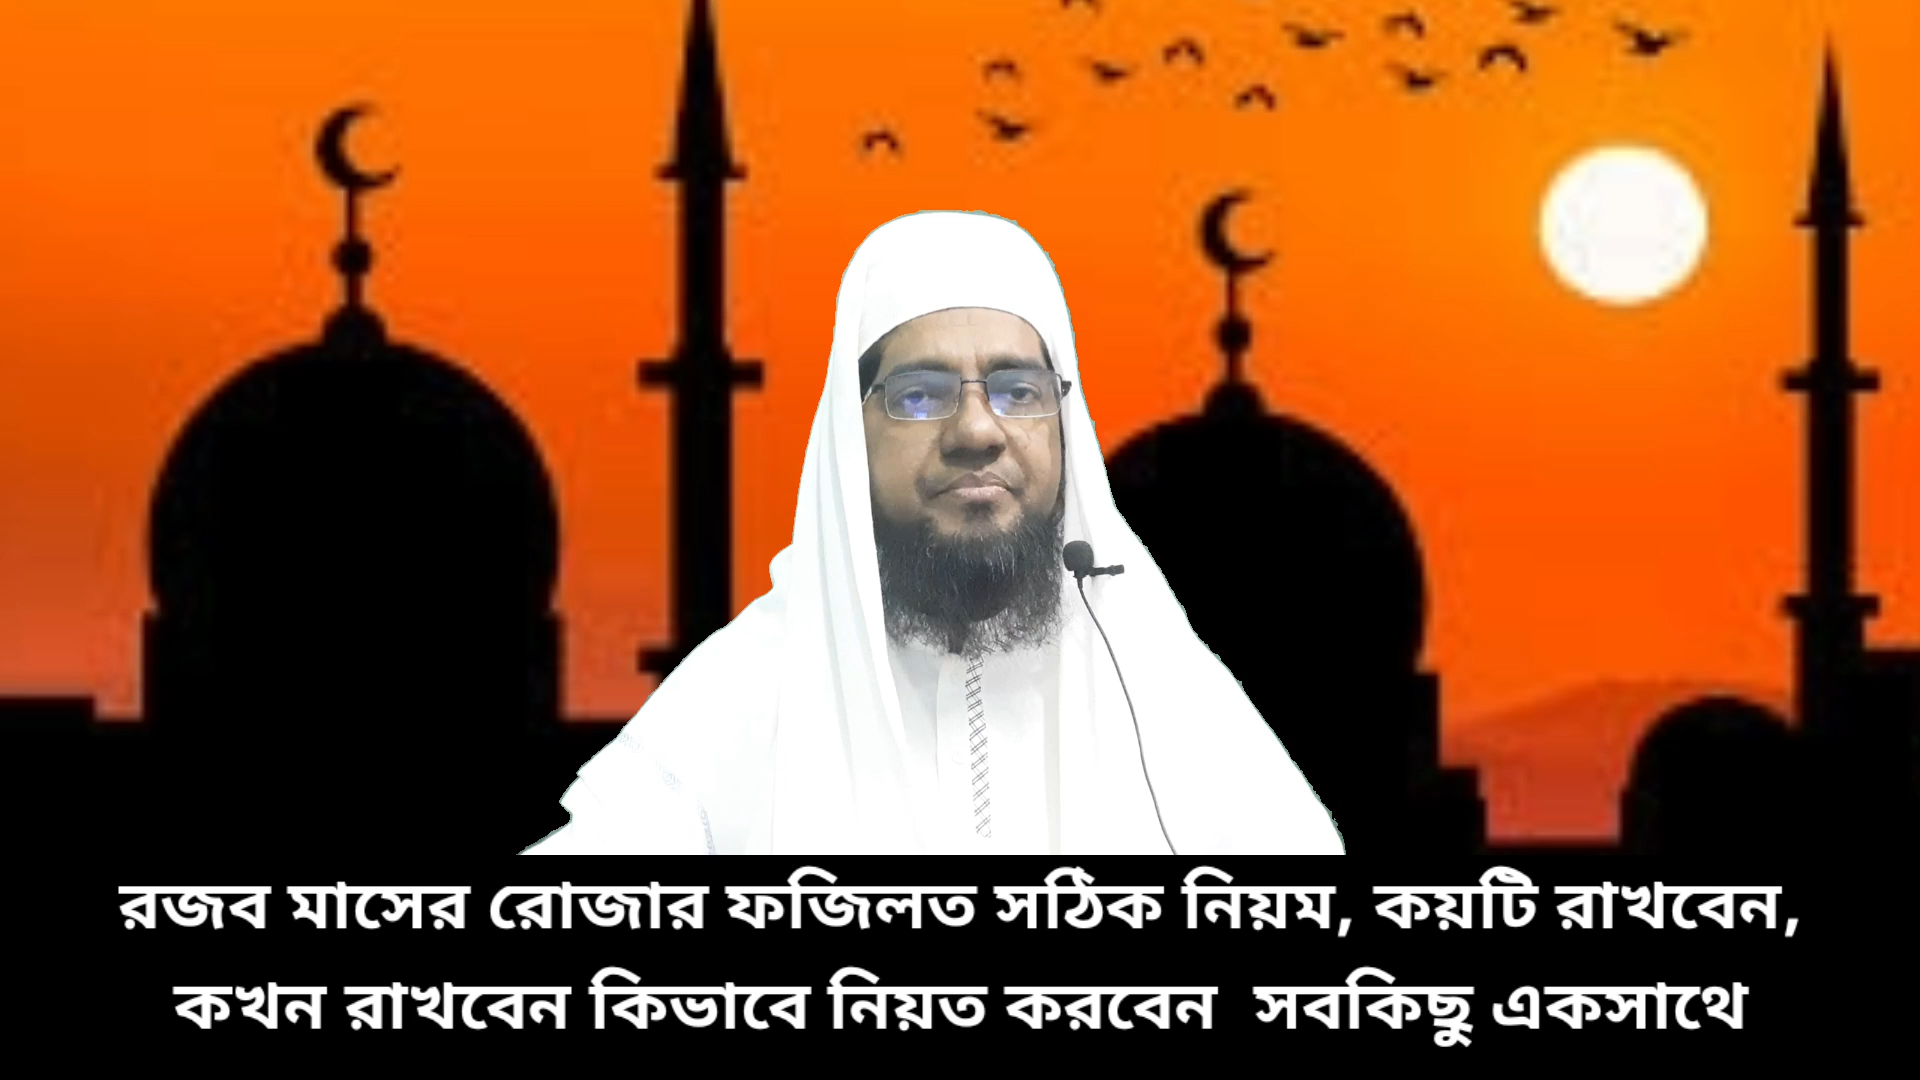 রজব মাসের রোজার ফজিলত সঠিক নিয়ম, কয়টি রাখবেন,
কখন রাখবেন কিভাবে নিয়ত করবেন  সবকিছু একসাথে